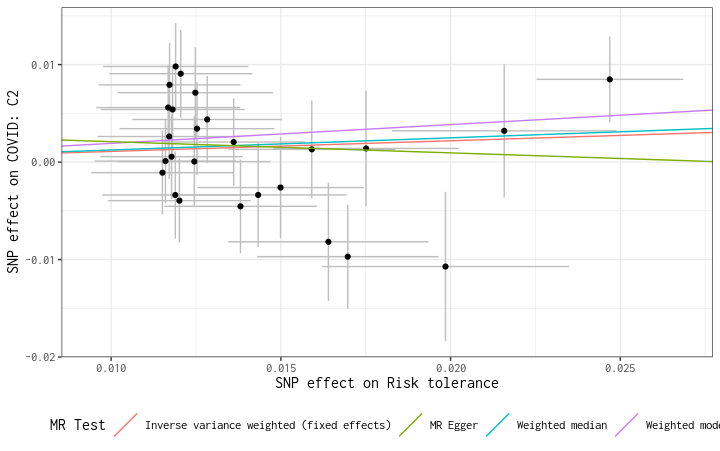 SNP effect on COVID: C2
0.01
0.00
-0.01
-0.02
0.010 0.015 0.020 0.025
SNP effect on Risk tolerance
MR Test Inverse variance weighted (fixed effects) MR Egger Weighted median Weighted mode